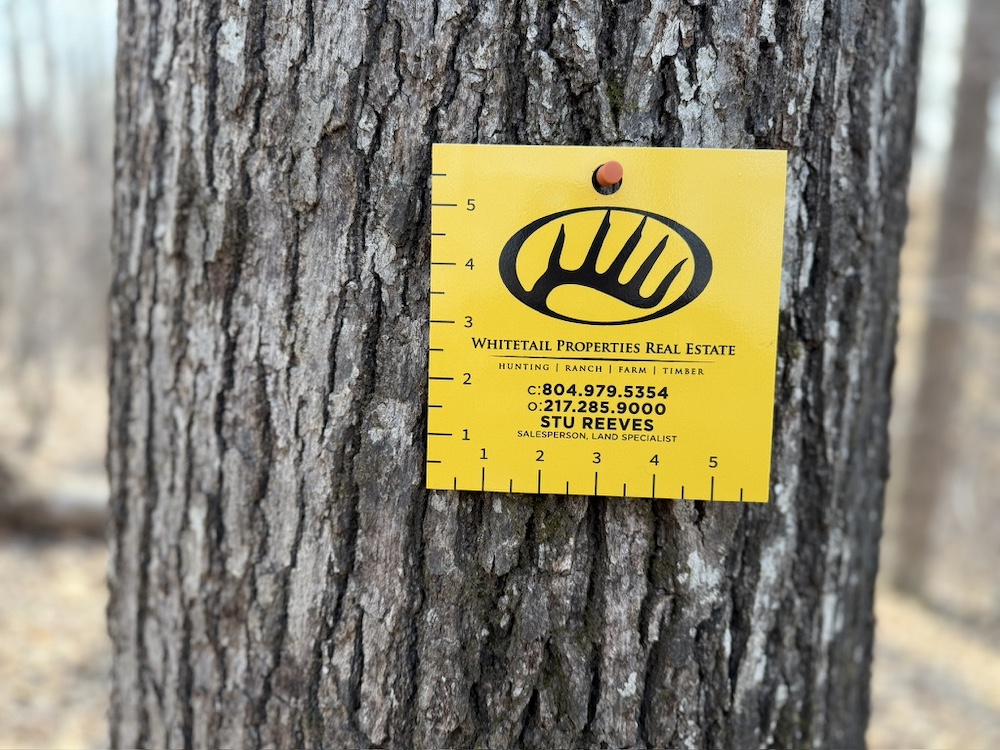 5
4
3
2
1
WHITETAIL PROPERTIES REAL ESTATE
HUNTING | RANCH | FARM | TIMBER
C:804.979.5354
O:217.285.9000
STU REEVES
SALESPERSON, LAND SPECIALIST
1 2 3 4 5